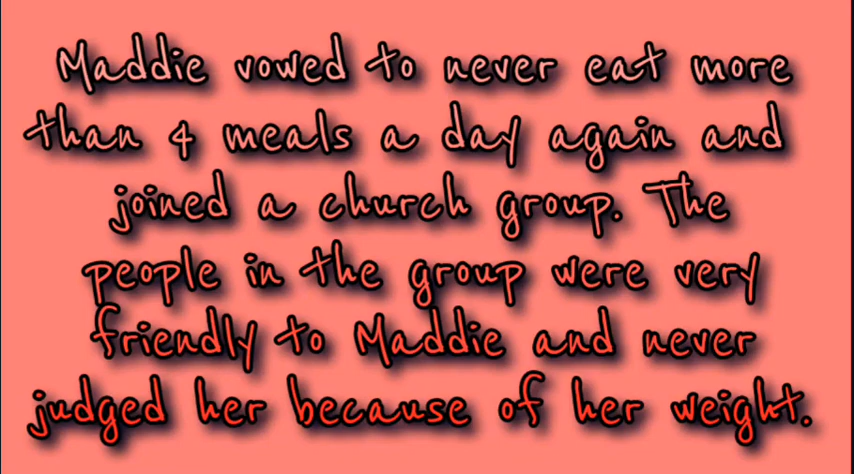 Maddie vowed to never eat more
than 4 meals a day again and
joined a church group. The
people in the group were very
friendly to Maddie and never
judged her because of her weight.